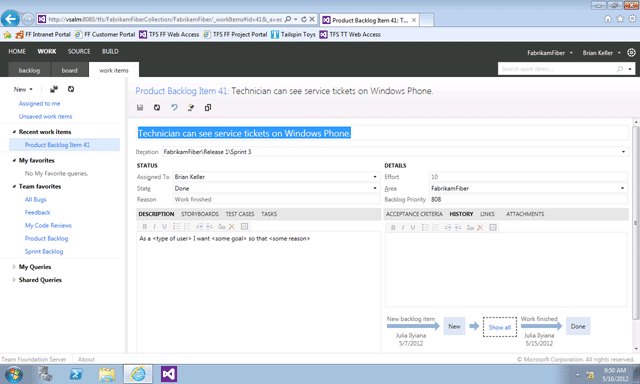 http://vsalm:8080/tfs/FabrikamFiberCollection/FabrikamFiber/_workItems#id=41&_a=e
Product Backlog Item 41: T...
FF Intranet Portal FF Customer Portal TFS FF Web Access TFS FF Project Portal Tailspin Toys TFS TT Web Access
HOME WORK SOURCE BUILD
FabrikamFiber Brian Keller
backlog board work items
Search work items...
New
Product Backlog Item 41: Technician can see service tickets on Windows Phone.
Assigned to me
Unsaved work items
Recent work items
Product Backlog Item 41
My favorites
No My Favorite queries.
Team favorites
All Bugs
Feedback
My Code Reviews
Product Backlog
Sprint Backlog
My Queries
Shared Queries
Technician can see service tickets on Windows Phone.
Iteration FabrikamFiber\Release 1\Sprint 3
STATUS
Assigned To Brian Keller
State Done
Reason Work finished
DETAILS
Effort 10
Area FabrikamFiber
Backlog Priority 808
DESCRIPTION STORYBOARDS TEST CASES TASKS
B I U
As a <type of user> I want <some goal> so that <some reason>
ACCEPTANCE CRITERIA HISTORY LINKS ATTACHMENTS
B I U
New backlog item
New
Julia Ilyiana
5/7/2012
Show all
Work finished
Done
Julia Ilyiana
5/15/2012
Team Foundation Server About
© Microsoft Corporation. All rights reserved.
9:50 AM
5/16/2012